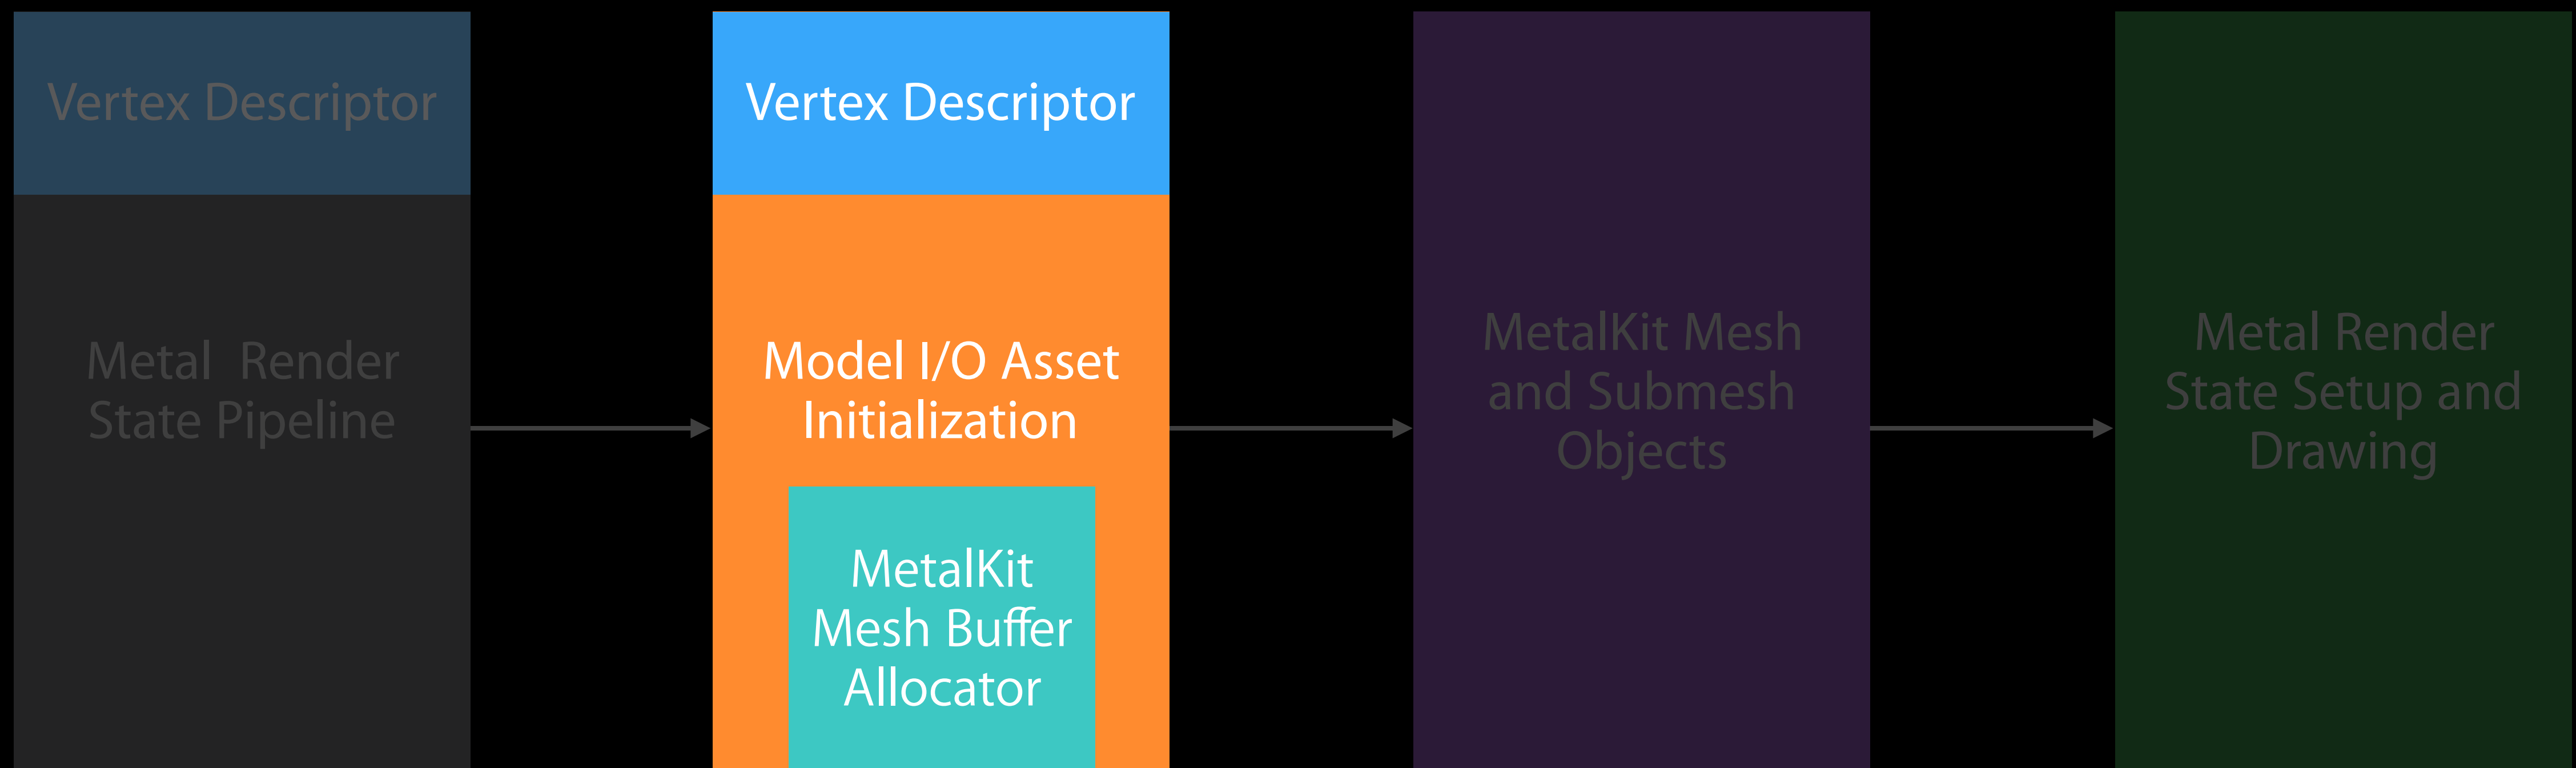 Vertex Descriptor
Metal Render
State Pipeline
Vertex Descriptor
Model I/O Asset
Initialization
MetalKit
Mesh Buffer
Allocator
MetalKit Mesh
and Submesh
Objects
Metal Render
State Setup and
Drawing